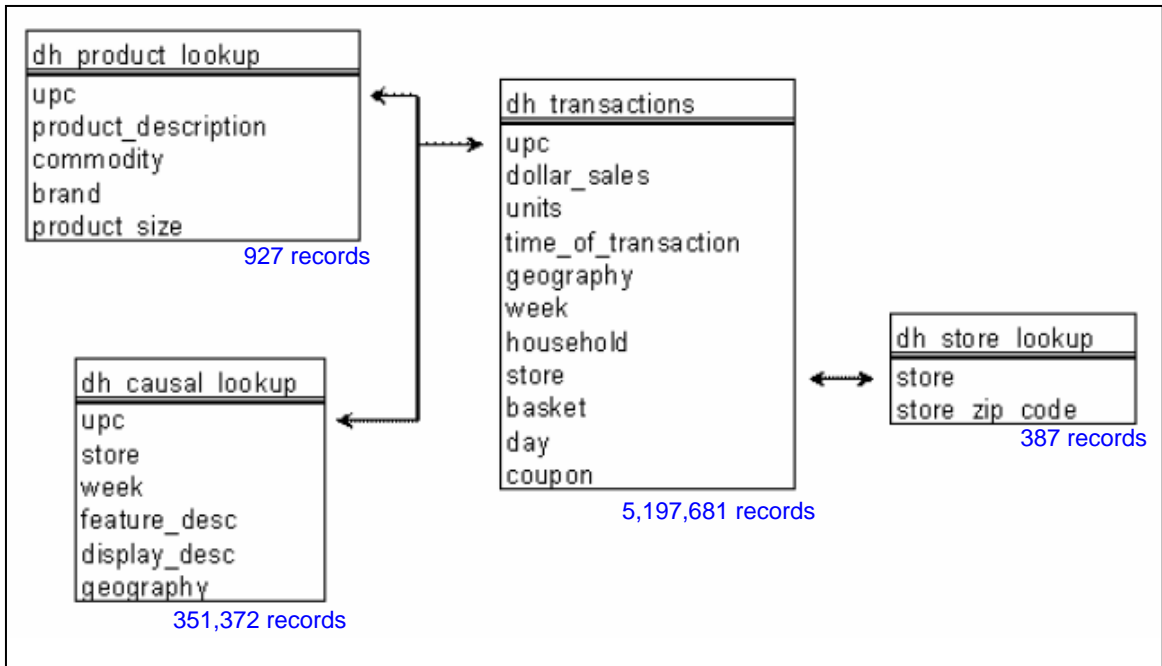 dh_product_lookup
upc
product_description
commodity
brand
product_size
927 records
dh_transactions
upc
dollar_sales
units
time_of_transaction
geography
week
household
store
basket
day
coupon
5,197,681 records
dh_store_lookup
store
store_zip_code
387 records
dh_causal_lookup
upc
store
week
feature_desc
display_desc
geography
351,372 records